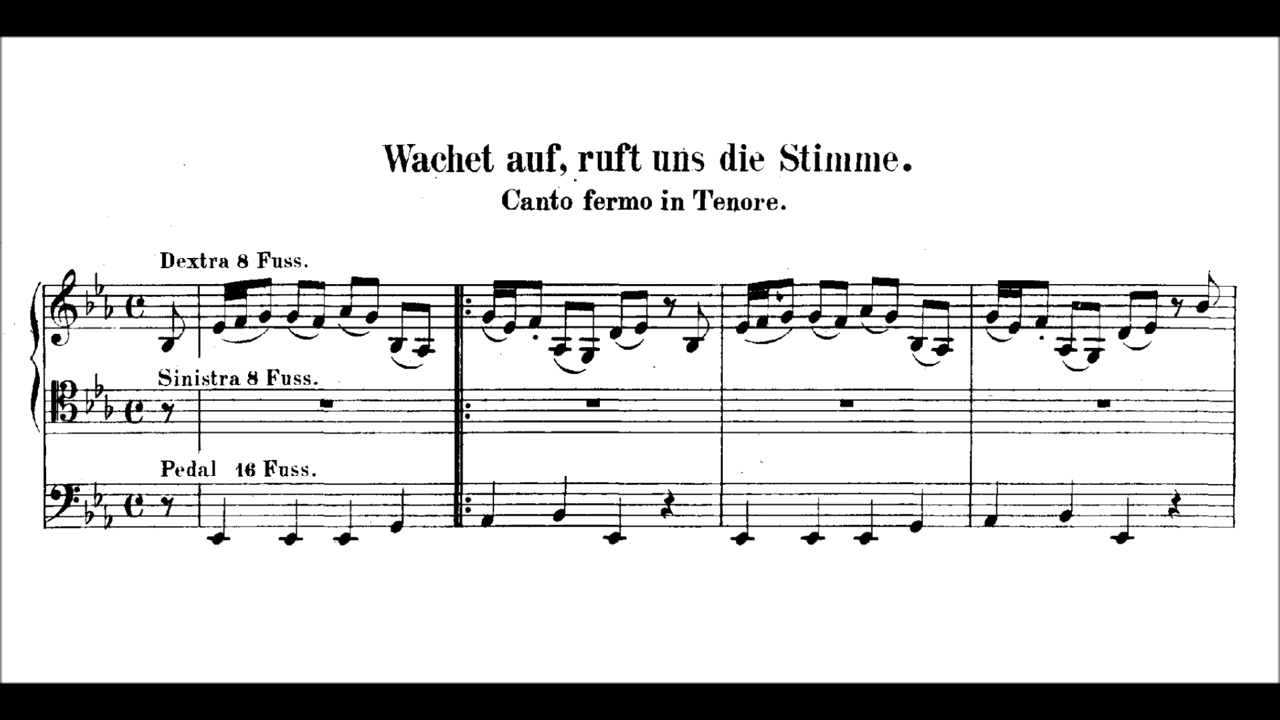 Wachet auf, ruft uns die Stimme.
Canto fermo in Tenore.
Dextra 8 Fuss.
Sinistra 8 Fuss.
Pedal 16 Fuss.